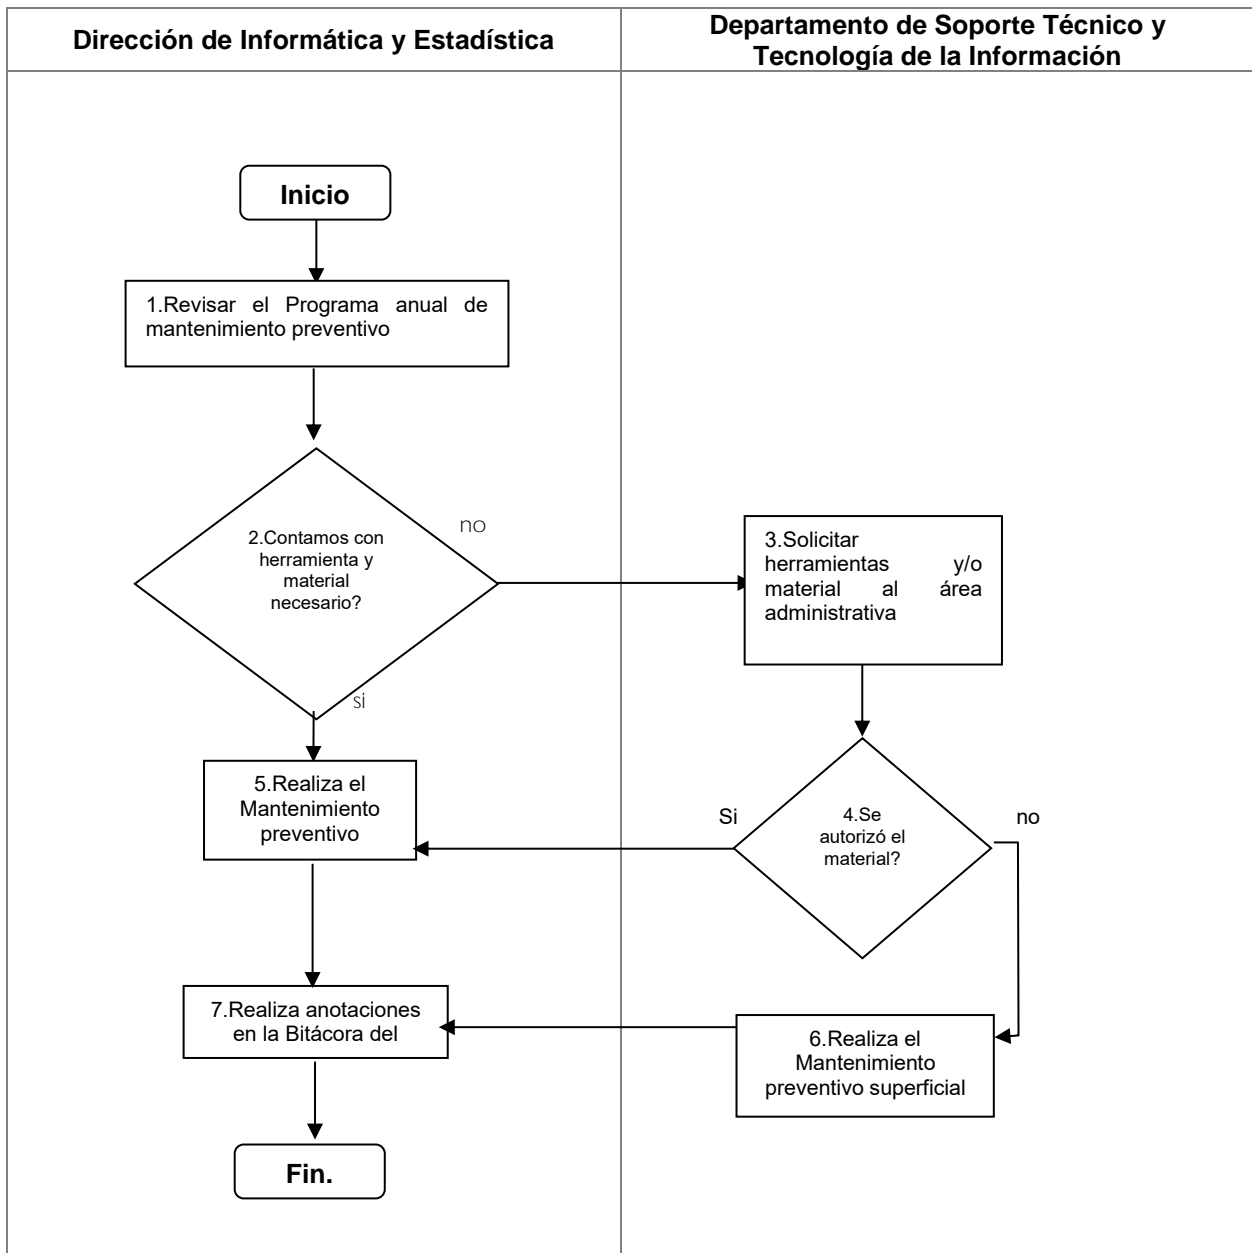 Dirección de Informática y Estadística
Departamento de Soporte Técnico y
Tecnología de la Información
Inicio
1.Revisar el Programa anual de
mantenimiento preventivo
2.Contamos con
herramienta y
material
necesario?
no
si
3.Solicitar
herramientas y/o
material al área
administrativa
4.Se
autorizó el
material?
Si
no
5.Realiza el
Mantenimiento
preventivo
6.Realiza el
Mantenimiento
preventivo superficial
7.Realiza anotaciones
en la Bitácora del
Fin.